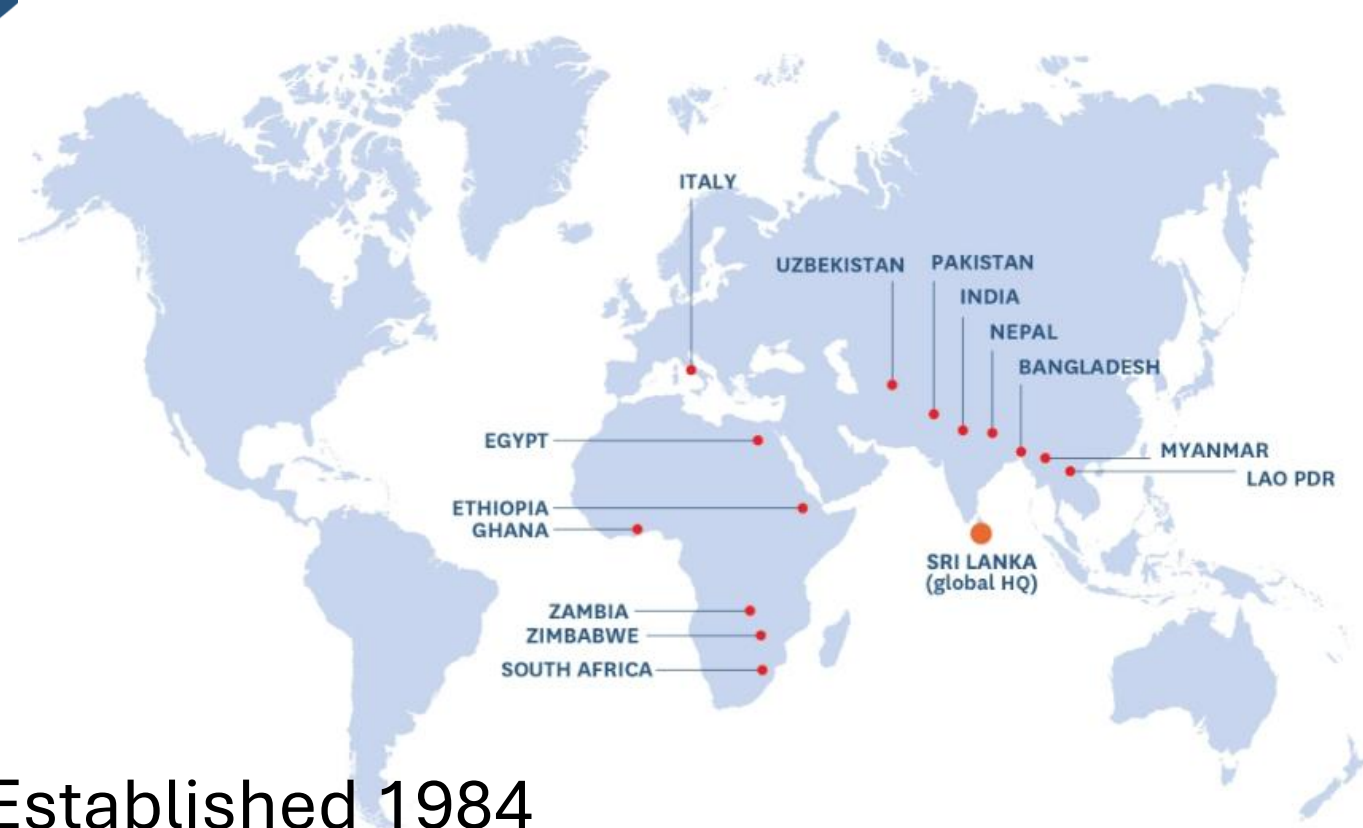 ITALY
UZBEKISTAN
PAKISTAN
INDIA
NEPAL
BANGLADESH
EGYPT
MYANMAR
LAO PDR
ETHIOPIA
GHANA
SRI LANKA
(global HQ)
ZAMBIA
ZIMBABWE
SOUTH AFRICA
Established 1984